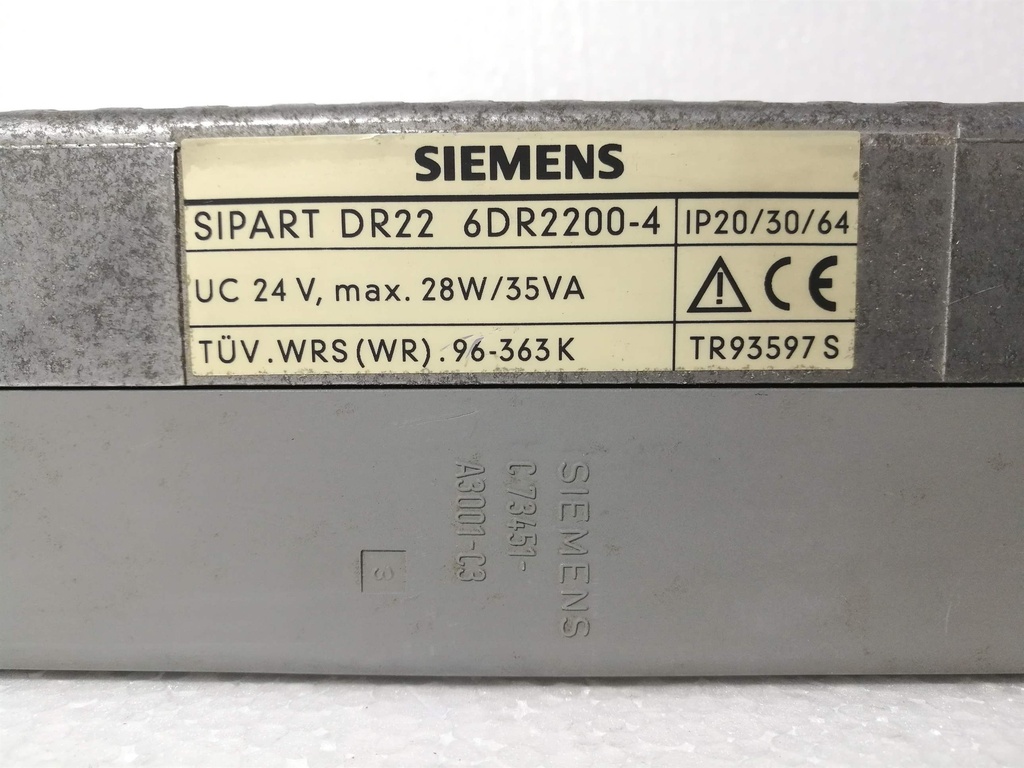 SIEMENS
SIPART DR22 6DR2200-4
IP20/30/64
UC 24 V, max. 28W/35VA
CE
TÜV.WRS(WR).96-363K
TR93597S
SIEMENS
C73451-
A3001-C3
3